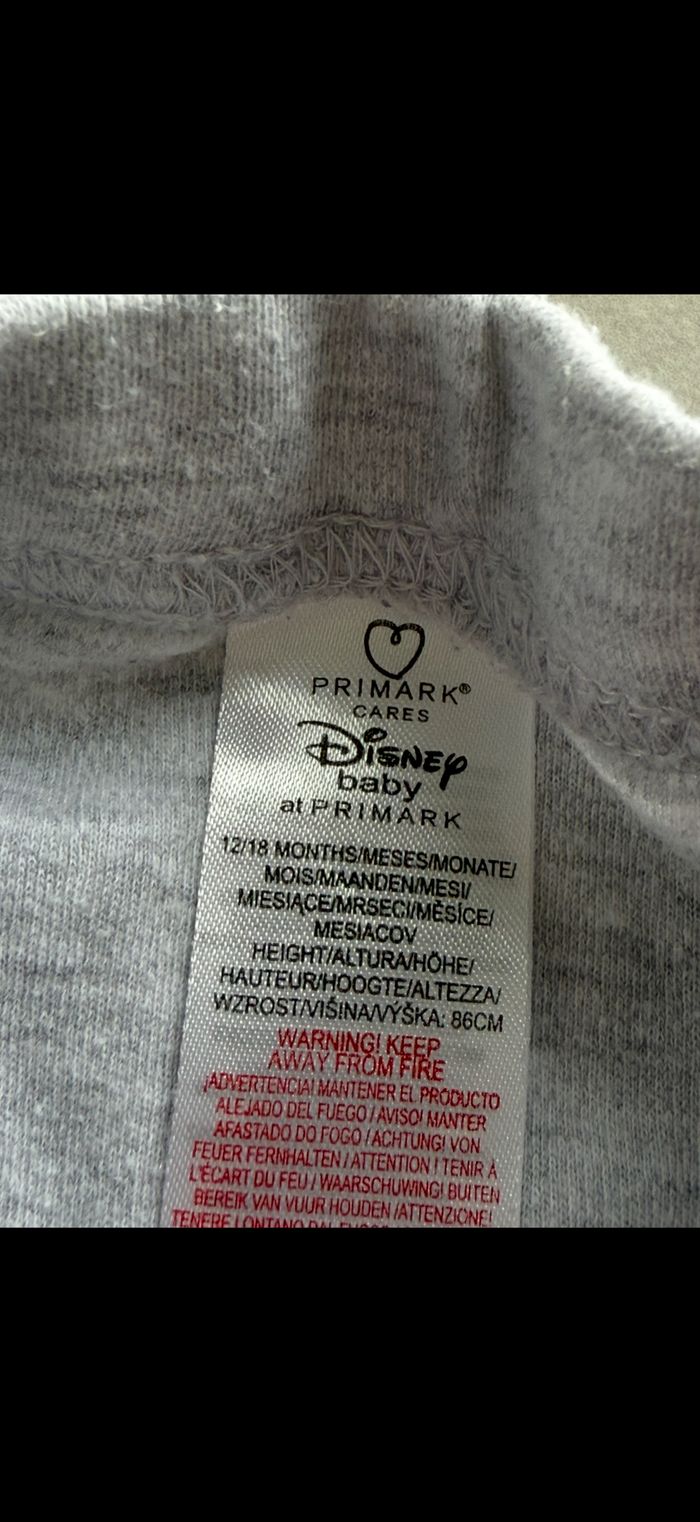 PRIMARK®
CARES
Disney
baby
at PRIMARK
12/18 MONTHS/MESES/MONATE/
MOIS/MAANDEN/MESI/
MIESIĄCE/MRSECI/MĚSÍCE/
MESIACOV
HEIGHT/ALTURA/HÖHE/
HAUTEUR/HOOGTE/ALTEZZA/
WZROST/VIŠINA/VÝŠKA: 86CM
WARNING! KEEP
AWAY FROM FIRE
¡ADVERTENCIA! MANTENER EL PRODUCTO
ALEJADO DEL FUEGO / AVISO! MANTER
AFASTADO DO FOGO / ACHTUNG! VON
FEUER FERNHALTEN / ATTENTION ! TENIR À
L'ÉCART DU FEU / WAARSCHUWING! BUITEN
BEREIK VAN VUUR HOUDEN /ATTENZIONE!
TENERE LONTANO DAL